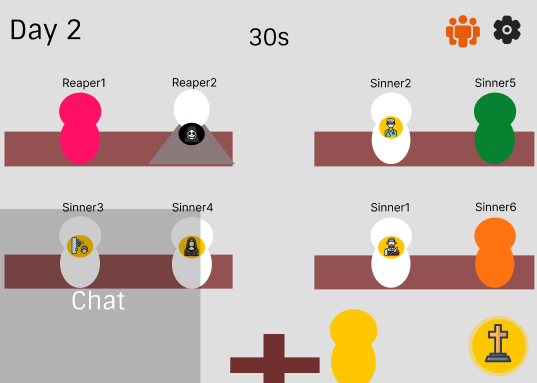 Day 2
30s
Reaper1
Reaper2
Sinner2
Sinner5
Sinner3
Sinner4
Sinner1
Sinner6
Chat